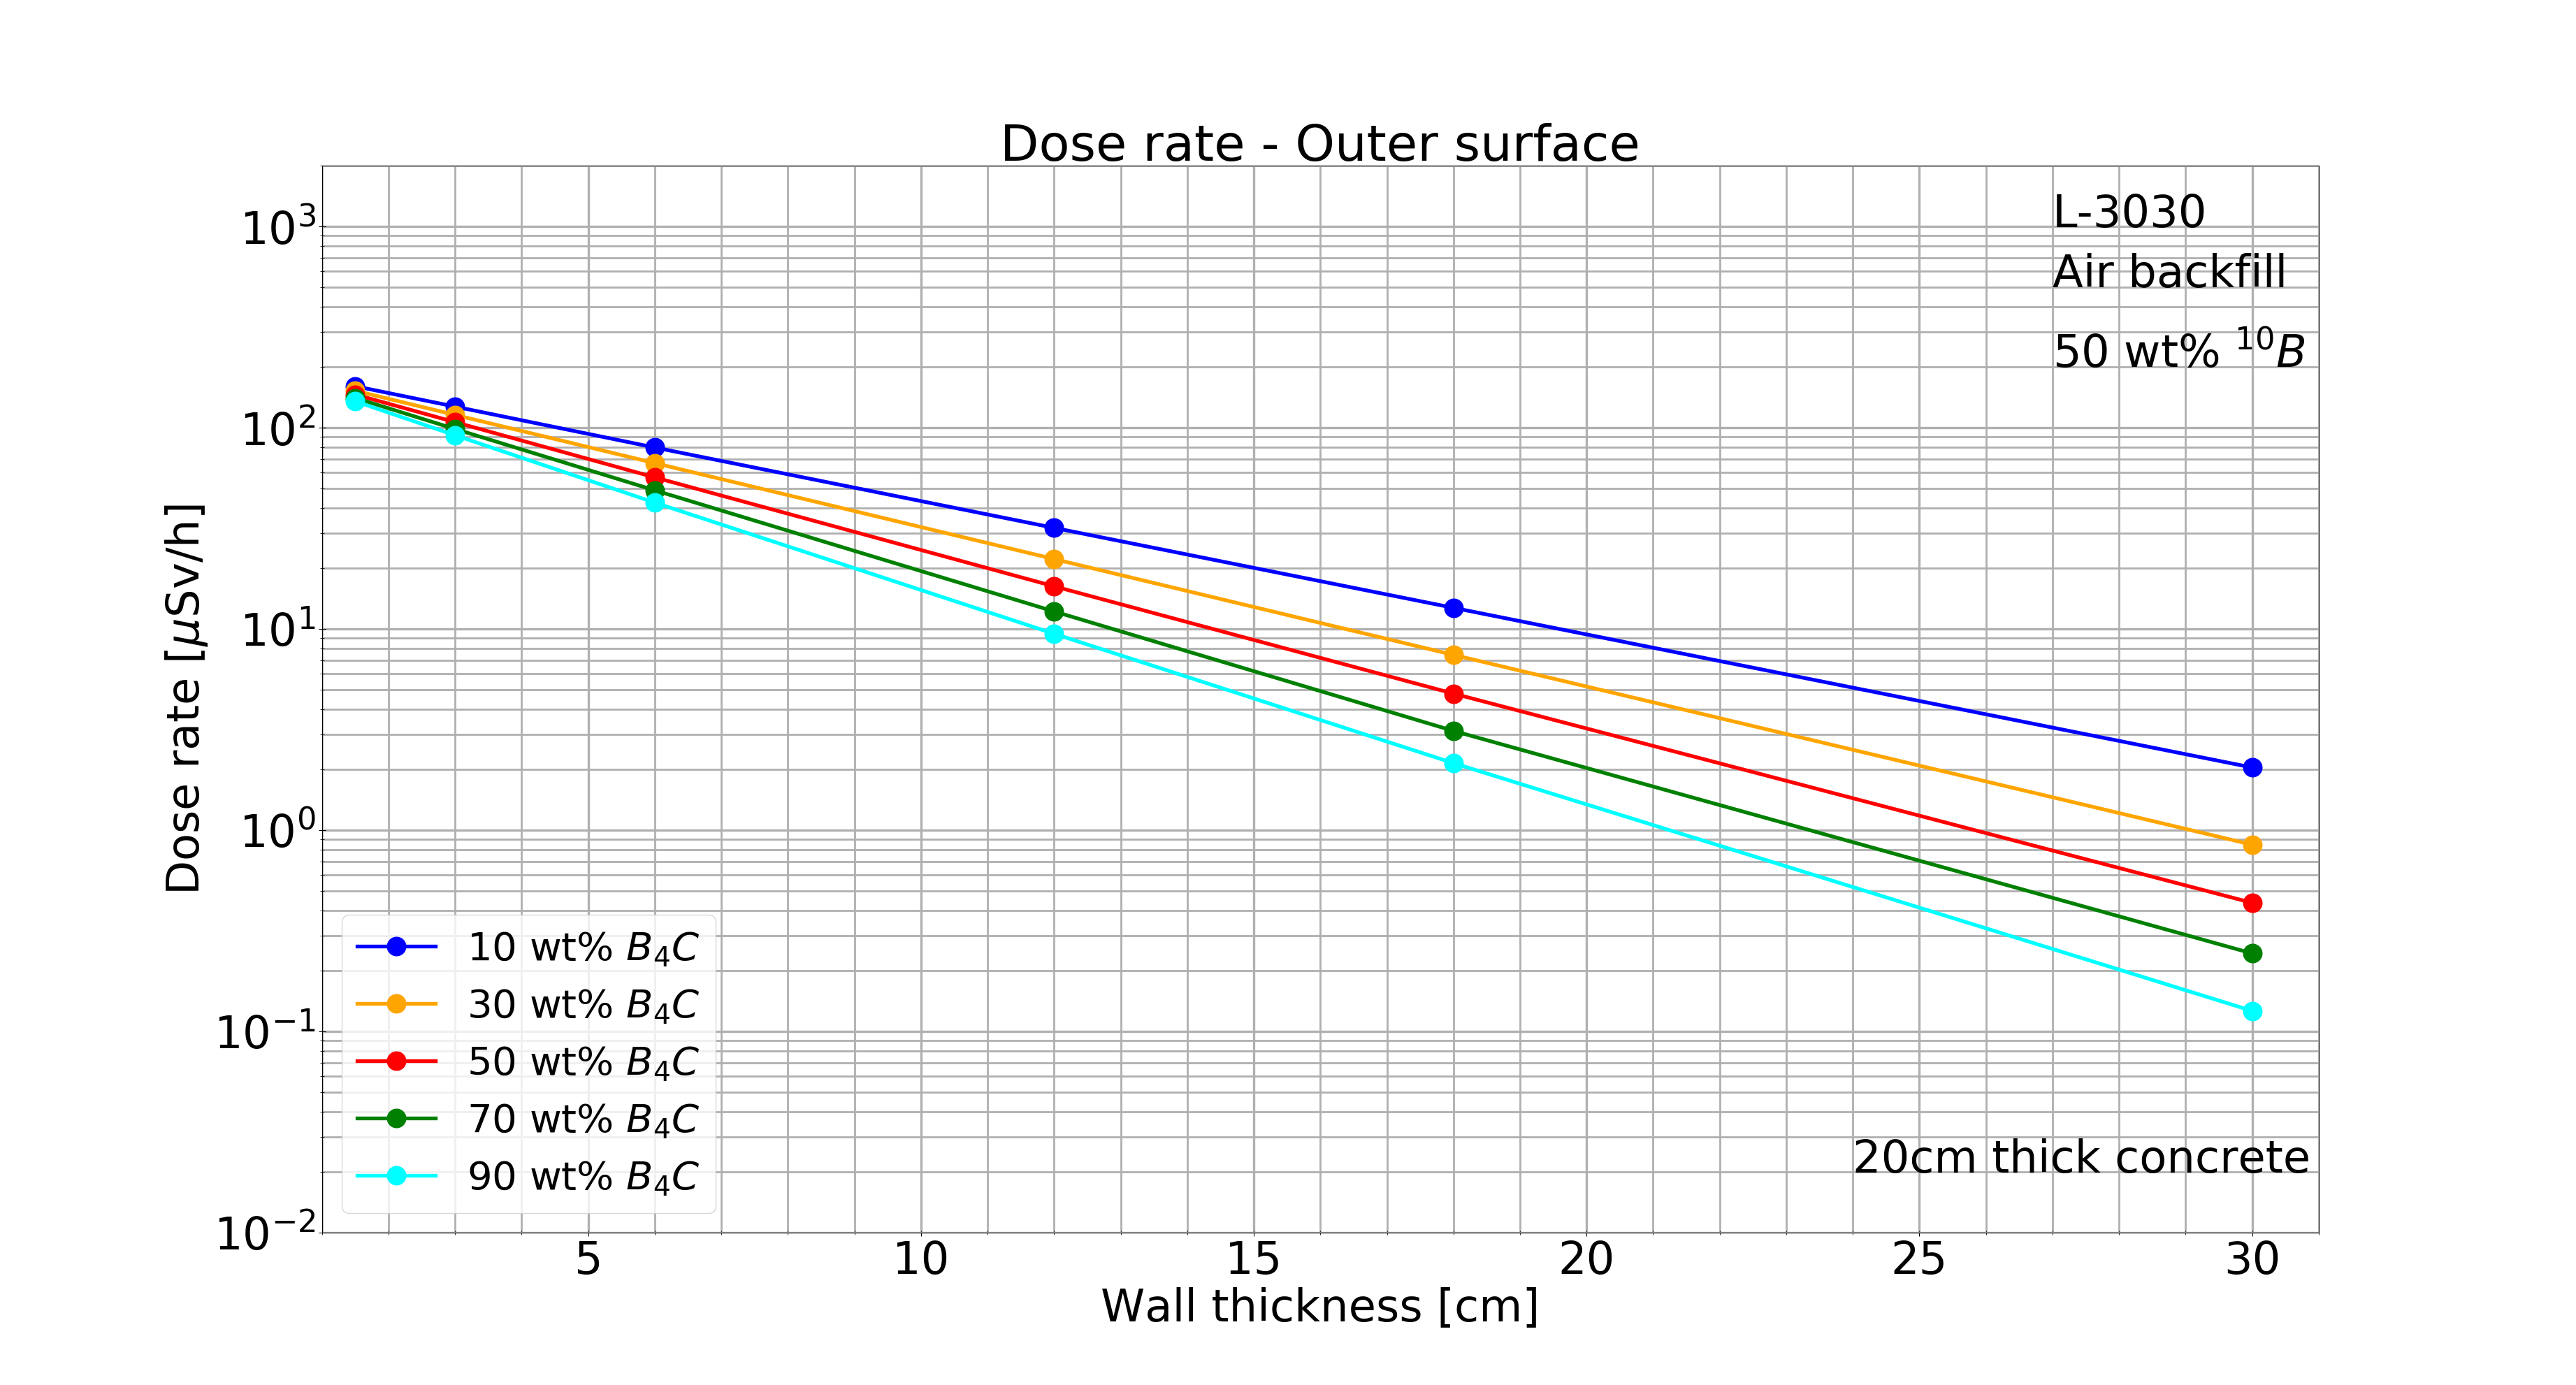 Dose rate - Outer surface
L-3030
Air backfill
50 wt% ¹⁰B
10³
10²
10¹
10⁰
10⁻¹
10⁻²
Dose rate [μSv/h]
10 wt% B₄C
30 wt% B₄C
50 wt% B₄C
70 wt% B₄C
90 wt% B₄C
20cm thick concrete
5 10 15 20 25 30
Wall thickness [cm]